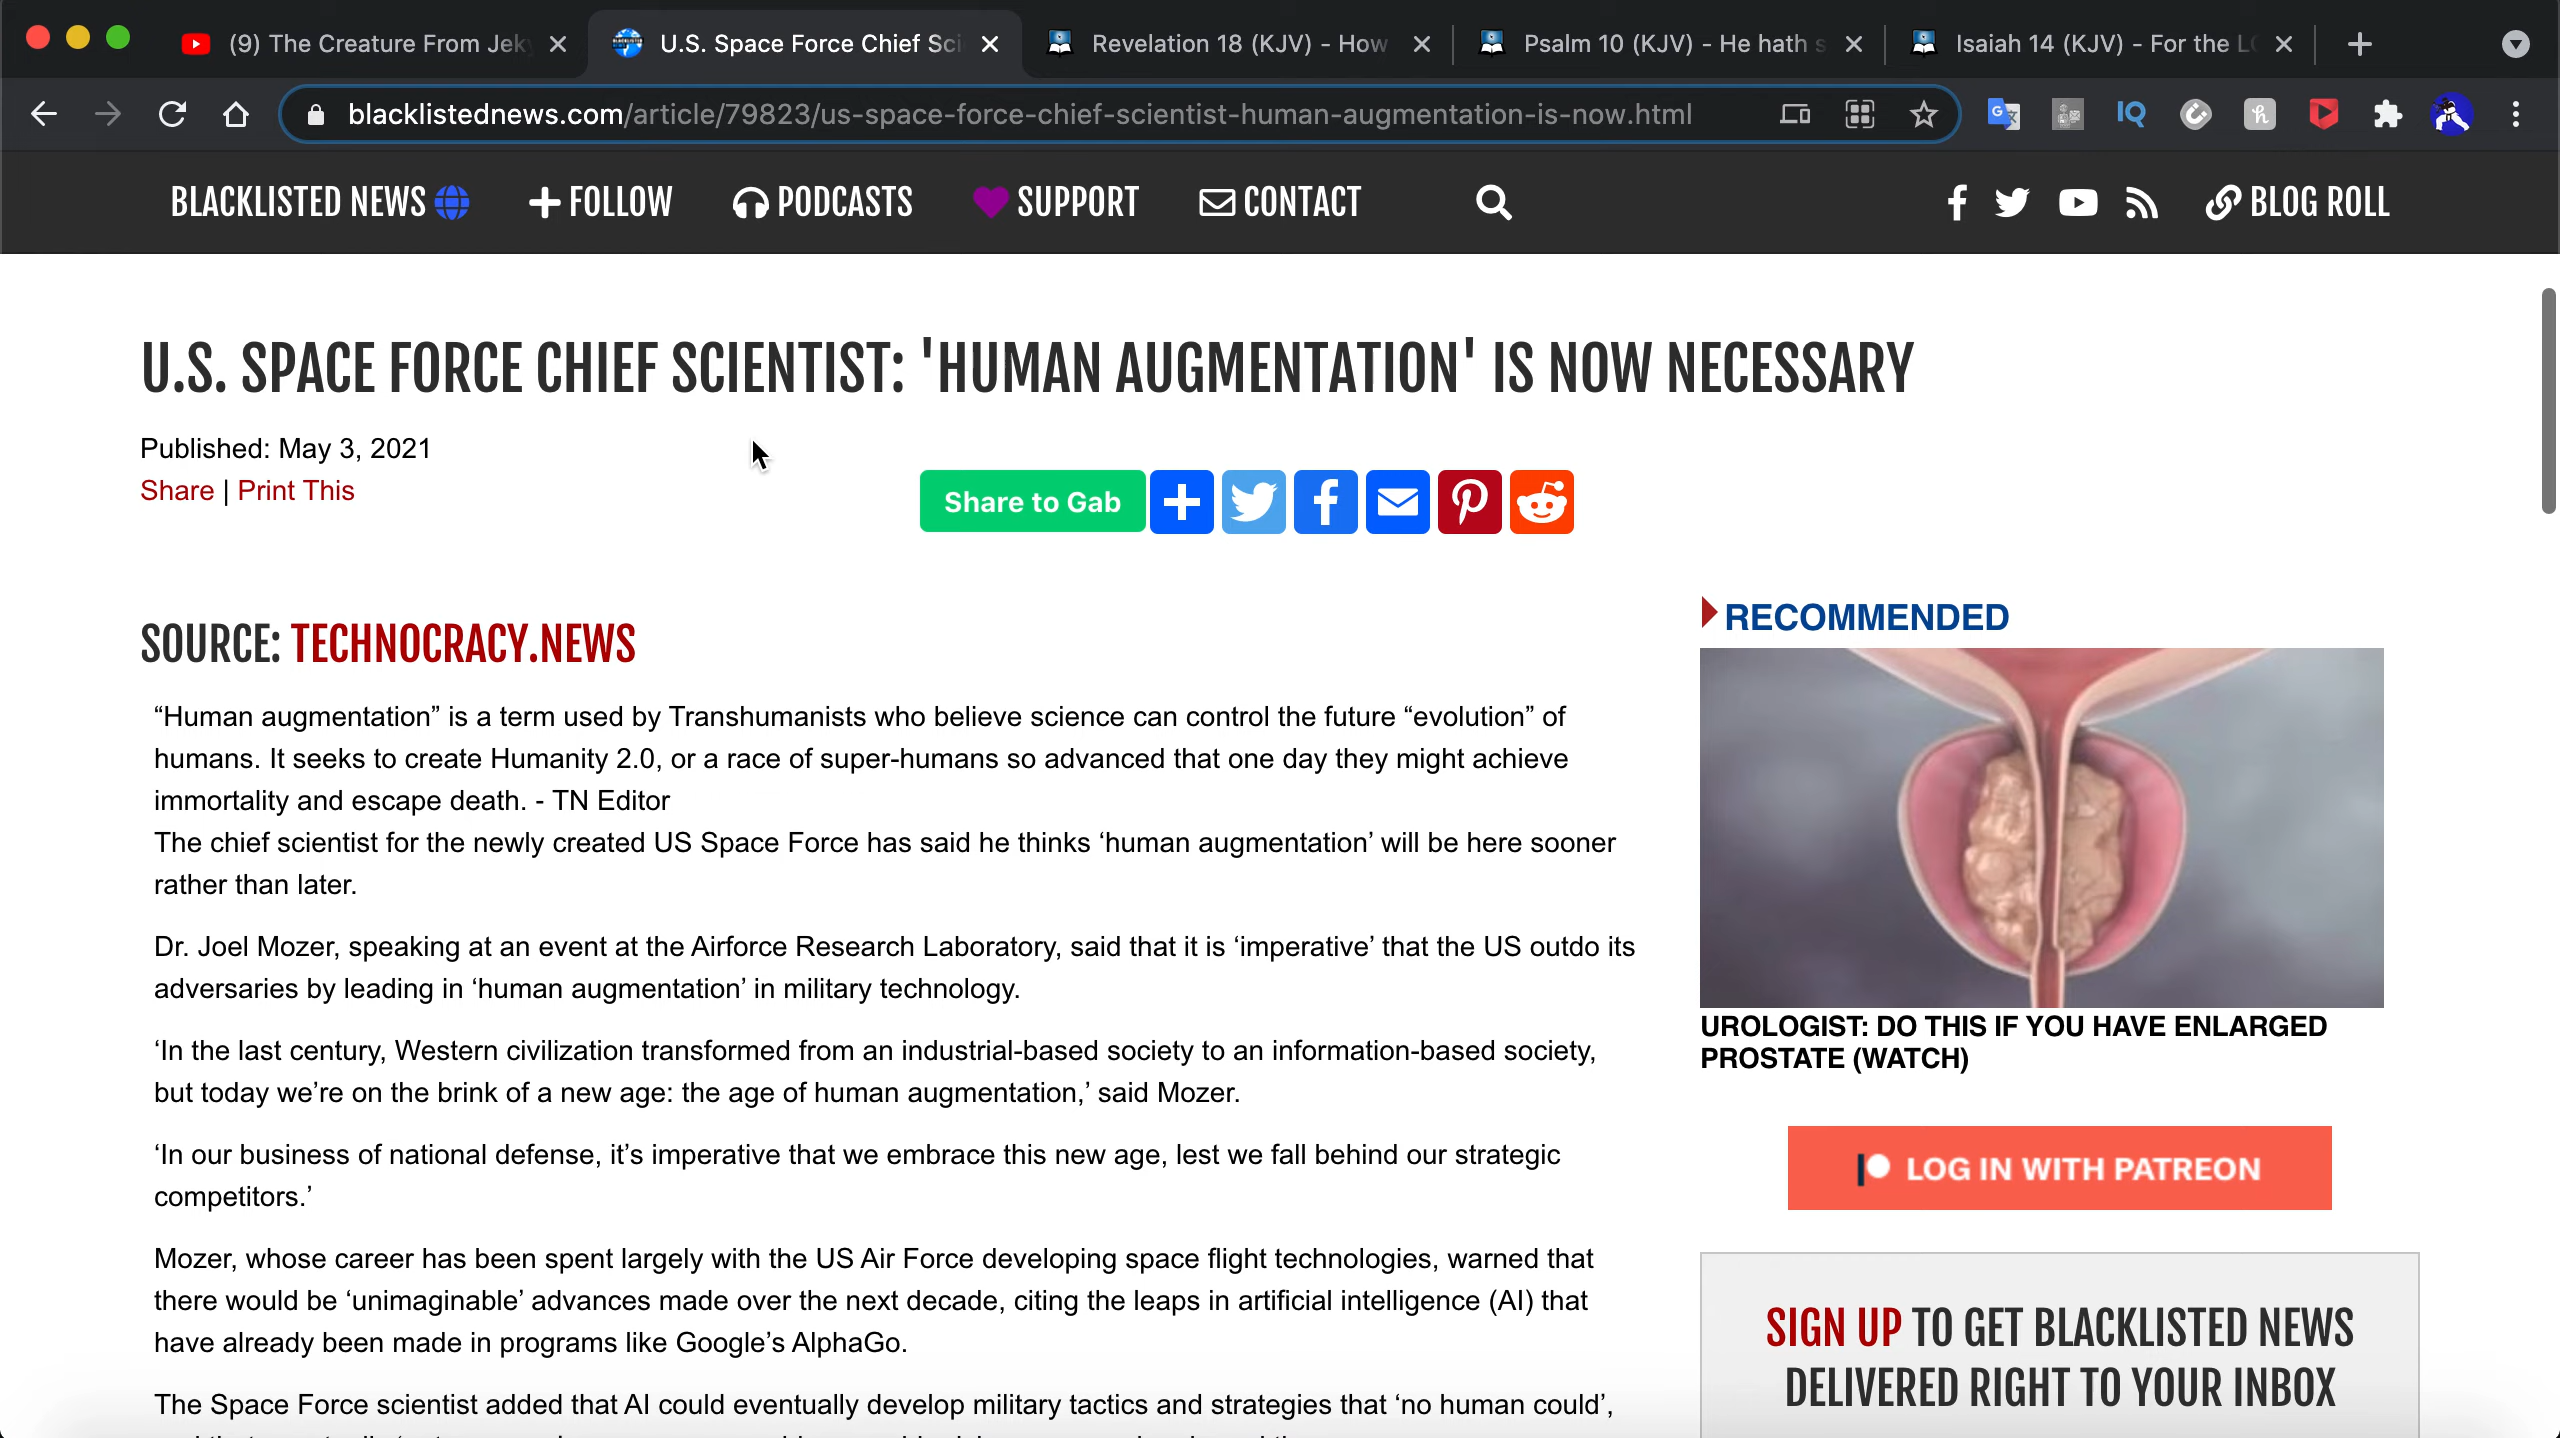 (9) The Creature From Jek
U.S. Space Force Chief Sci
Revelation 18 (KJV) - How
Psalm 10 (KJV) - He hath s
Isaiah 14 (KJV) - For the LO
blacklistednews.com/article/79823/us-space-force-chief-scientist-human-augmentation-is-now.html
IQ
BLACKLISTED NEWS FOLLOW PODCASTS SUPPORT CONTACT BLOG ROLL
U.S. SPACE FORCE CHIEF SCIENTIST: 'HUMAN AUGMENTATION' IS NOW NECESSARY
Published: May 3, 2021
Share | Print This
Share to Gab
SOURCE: TECHNOCRACY.NEWS
“Human augmentation” is a term used by Transhumanists who believe science can control the future “evolution” of
humans. It seeks to create Humanity 2.0, or a race of super-humans so advanced that one day they might achieve
immortality and escape death. - TN Editor
The chief scientist for the newly created US Space Force has said he thinks ‘human augmentation’ will be here sooner
rather than later.
Dr. Joel Mozer, speaking at an event at the Airforce Research Laboratory, said that it is ‘imperative’ that the US outdo its
adversaries by leading in ‘human augmentation’ in military technology.
‘In the last century, Western civilization transformed from an industrial-based society to an information-based society,
but today we’re on the brink of a new age: the age of human augmentation,’ said Mozer.
‘In our business of national defense, it’s imperative that we embrace this new age, lest we fall behind our strategic
competitors.’
Mozer, whose career has been spent largely with the US Air Force developing space flight technologies, warned that
there would be ‘unimaginable’ advances made over the next decade, citing the leaps in artificial intelligence (AI) that
have already been made in programs like Google’s AlphaGo.
The Space Force scientist added that AI could eventually develop military tactics and strategies that ‘no human could’,
RECOMMENDED
UROLOGIST: DO THIS IF YOU HAVE ENLARGED
PROSTATE (WATCH)
LOG IN WITH PATREON
SIGN UP TO GET BLACKLISTED NEWS
DELIVERED RIGHT TO YOUR INBOX